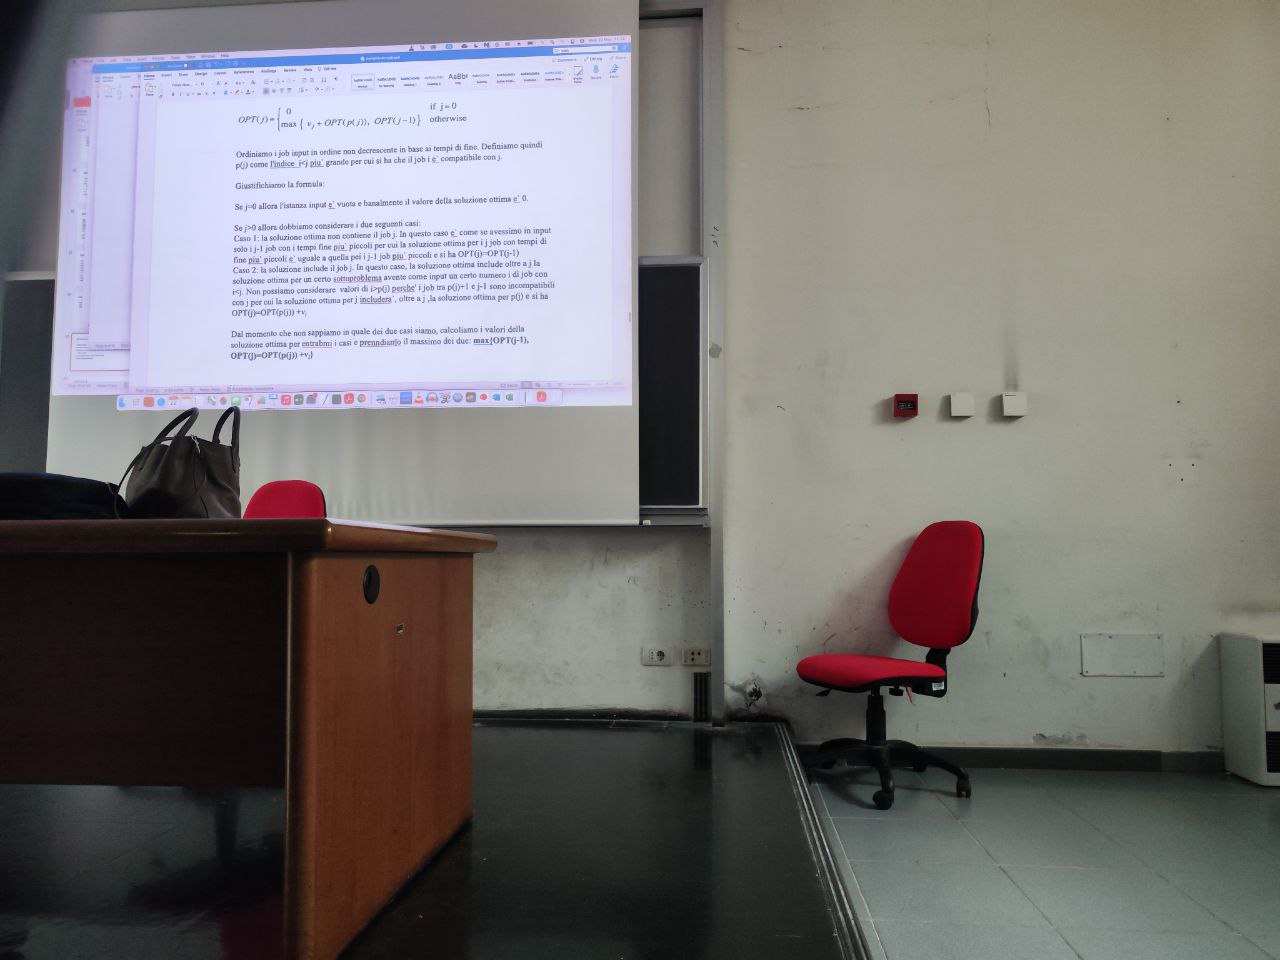 OPT(j)= { 0 if j=0
max { vj + OPT(p(j)), OPT(j−1)} otherwise
Ordiniamo i job input in ordine non decrescente in base ai tempi di fine. Definiamo quindi
p(j) come l'indice i<j piu` grande per cui si ha che il job i e` compatibile con j.
Giustifichiamo la formula:
Se j=0 allora l'istanza input e` vuota e banalmente il valore della soluzione ottima e` 0.
Se j>0 allora dobbiamo considerare i due seguenti casi:
Caso 1: la soluzione ottima non contiene il job j. In questo caso e` come se avessimo in input
solo i j-1 job con i tempi fine piu` piccoli per cui la soluzione ottima per i j job con tempi di
fine piu` piccoli e` uguale a quella pei i j-1 job piu` piccoli e si ha OPT(j)=OPT(j-1)
Caso 2: la soluzione include il job j. In questo caso, la soluzione ottima include oltre a j la
soluzione ottima per un certo sottoproblema avente come input un certo numero i di job con
i<j. Non possiamo considerare valori di i>p(j) perche' i job tra p(j)+1 e j-1 sono incompatibili
con j per cui la soluzione ottima per j includera`, oltre a j ,la soluzione ottima per p(j) e si ha
OPT(j)=OPT(p(j)) +vj
Dal momento che non sappiamo in quale dei due casi siamo, calcoliamo i valori della
soluzione ottima per entrabmi i casi e prenndianjo il massimo dei due: max{OPT(j-1),
OPT(j)=OPT(p(j)) +vj}